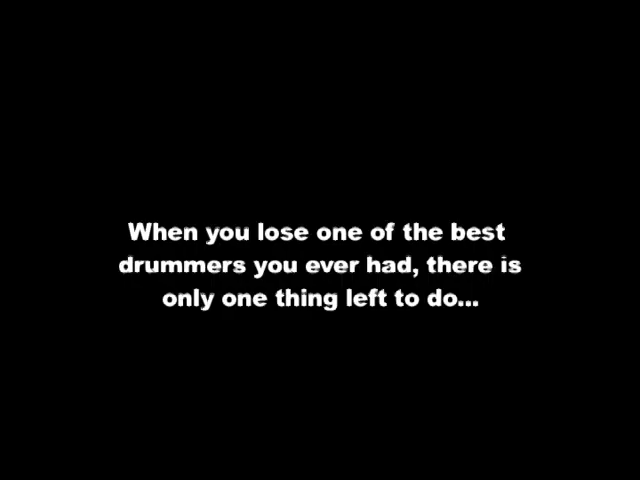 When you lose one of the best
drummers you ever had, there is
only one thing left to do...